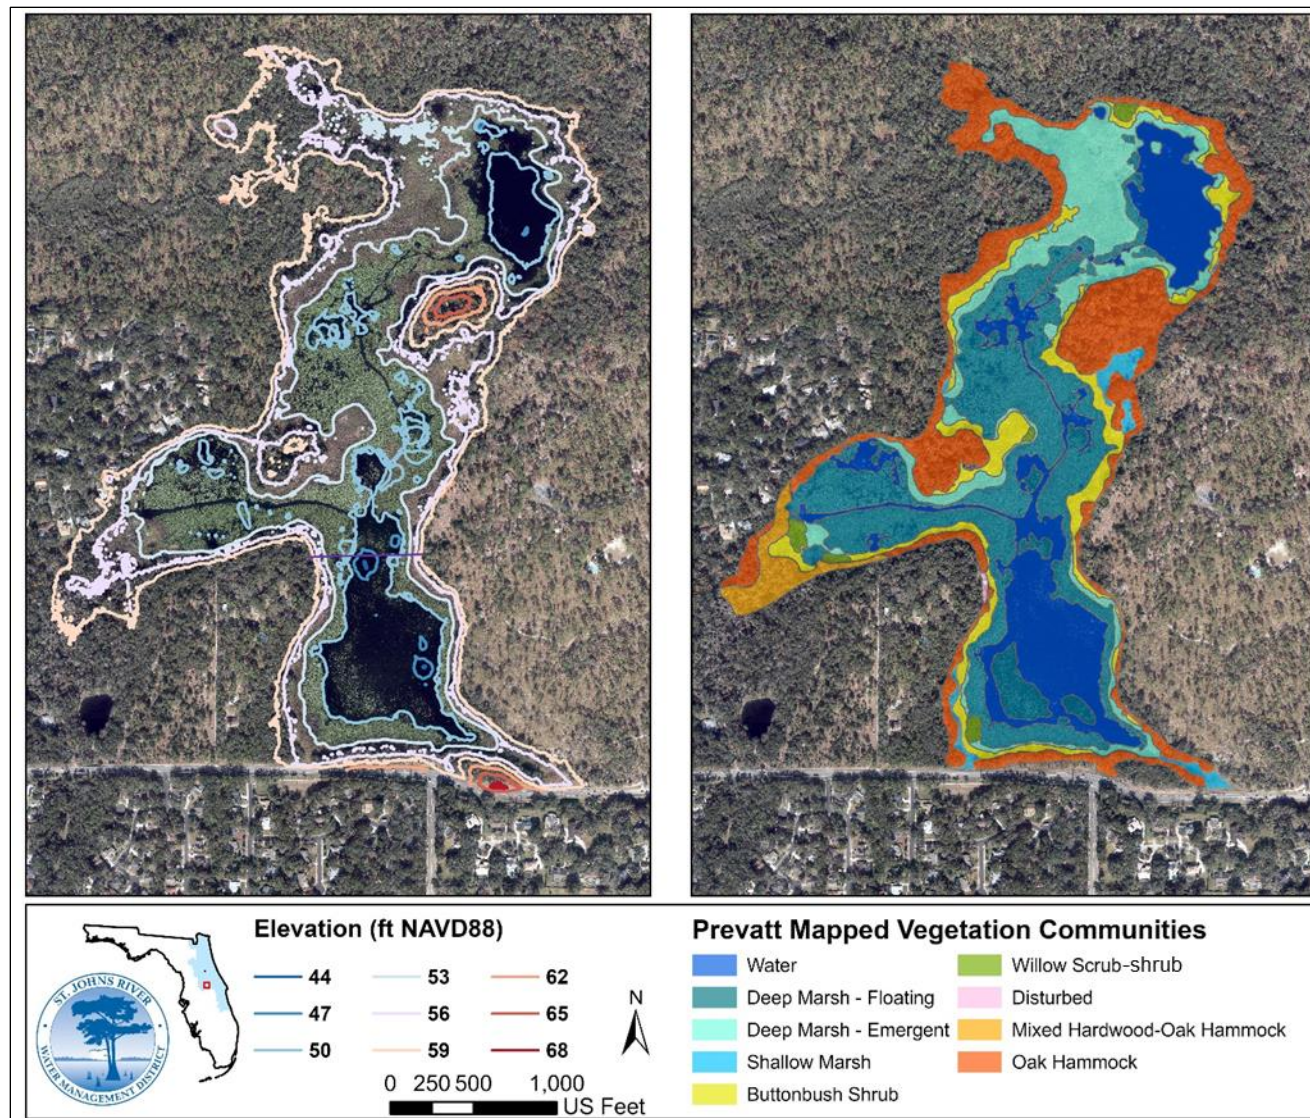 Elevation (ft NAVD88)
44
53
62
47
56
65
50
59
68
N
0 250 500 1,000
US Feet
ST. JOHNS RIVER
WATER MANAGEMENT DISTRICT
Prevatt Mapped Vegetation Communities
Water
Deep Marsh - Floating
Deep Marsh - Emergent
Shallow Marsh
Buttonbush Shrub
Willow Scrub-shrub
Disturbed
Mixed Hardwood-Oak Hammock
Oak Hammock